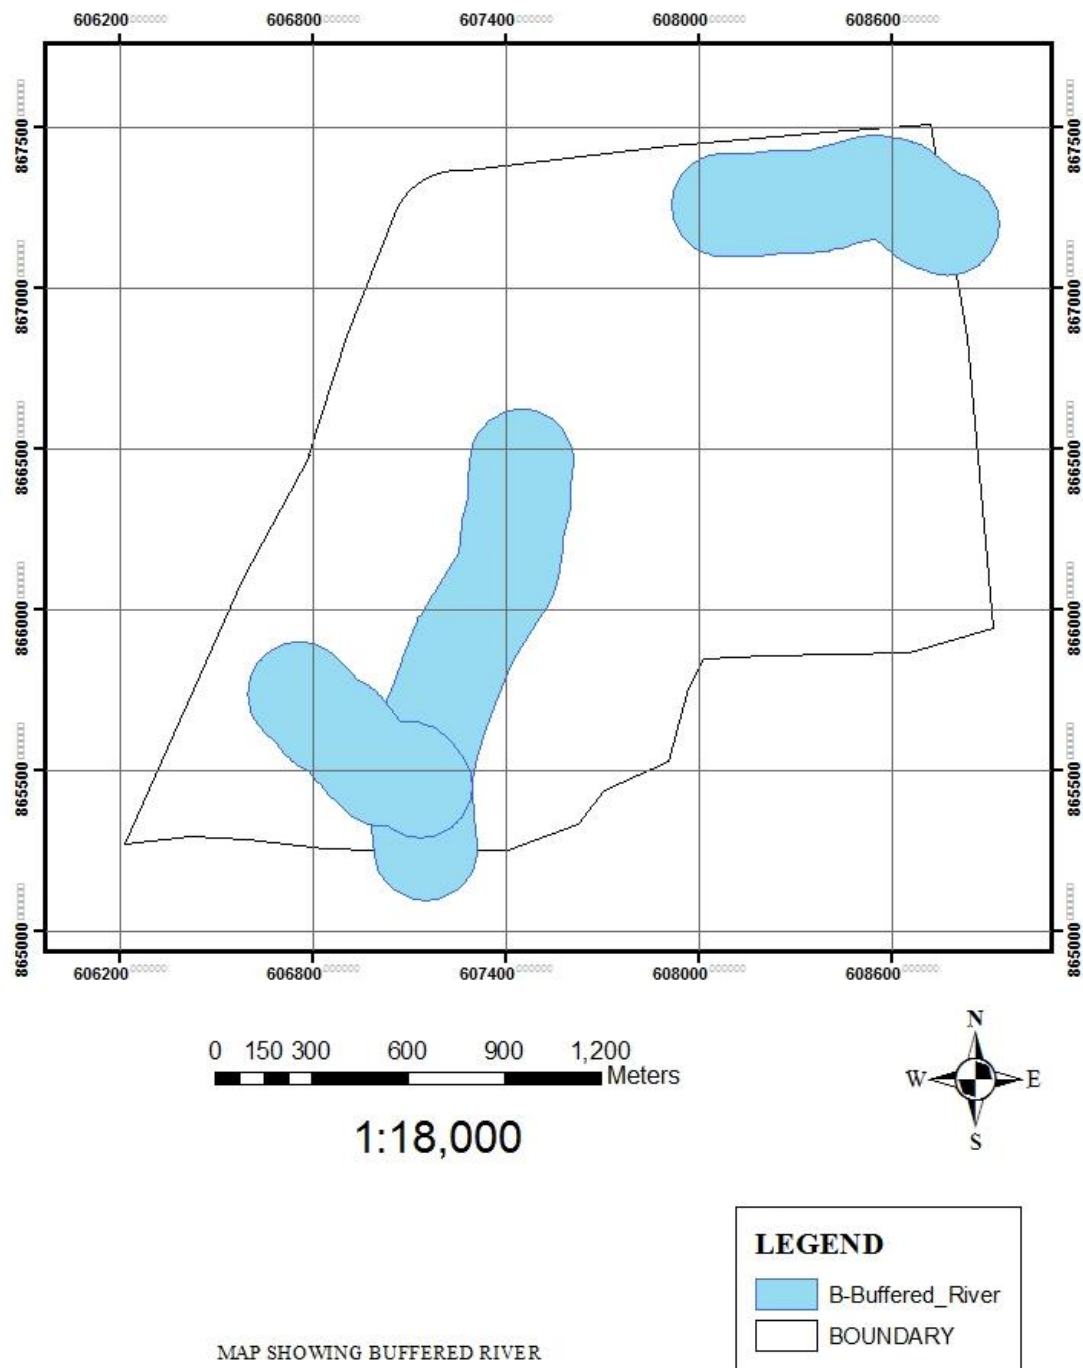 606200 606800 607400 608000 608600
867500 867500
867000 867000
866500 866500
866000 866000
865500 865500
865000 865000
606200 606800 607400 608000 608600
0 150 300 600 900 1,200
Meters
1:18,000
N
W E
S
LEGEND
B-Buffered_River
BOUNDARY
MAP SHOWING BUFFERED RIVER